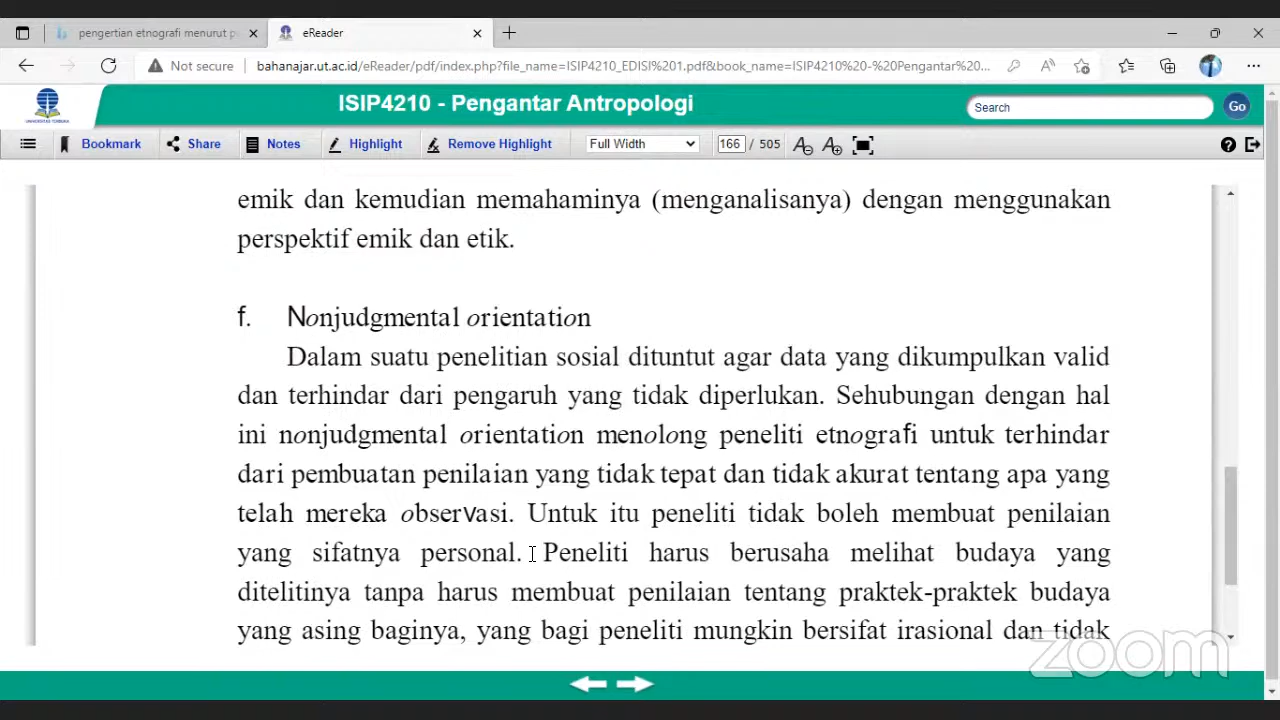 pengertian etnografi menurut p
eReader
Not secure
bahanajar.ut.ac.id/eReader/pdf/index.php?file_name=ISIP4210_EDISI%201.pdf&book_name=ISIP4210%20-%20Pengantar%20...
ISIP4210 - Pengantar Antropologi
Search
Go
Bookmark
Share
Notes
Highlight
Remove Highlight
Full Width
166 / 505
emik dan kemudian memahaminya (menganalisanya) dengan menggunakan
perspektif emik dan etik.
f. Nonjudgmental orientation
Dalam suatu penelitian sosial dituntut agar data yang dikumpulkan valid
dan terhindar dari pengaruh yang tidak diperlukan. Sehubungan dengan hal
ini nonjudgmental orientation menolong peneliti etnografi untuk terhindar
dari pembuatan penilaian yang tidak tepat dan tidak akurat tentang apa yang
telah mereka observasi. Untuk itu peneliti tidak boleh membuat penilaian
yang sifatnya personal. Peneliti harus berusaha melihat budaya yang
ditelitinya tanpa harus membuat penilaian tentang praktek-praktek budaya
yang asing baginya, yang bagi peneliti mungkin bersifat irasional dan tidak
zoom